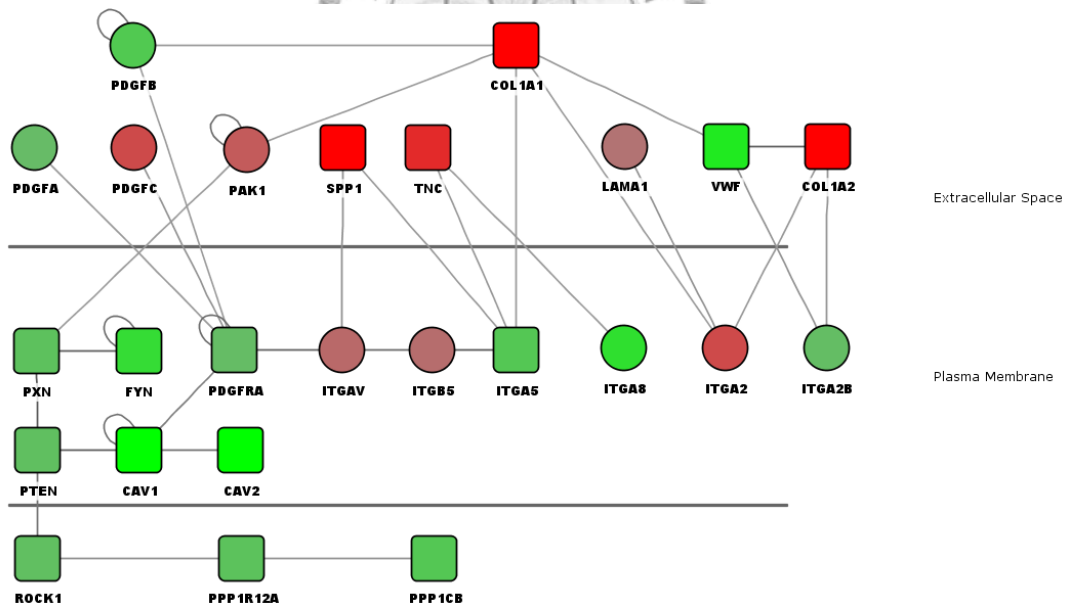 PDGFB
COL1A1
PDGFA
PDGFC
PAK1
SPP1
TNC
LAMA1
VWF
COL1A2
Extracellular Space
PXN
FYN
PDGFRA
ITGAV
ITGB5
ITGA5
ITGA8
ITGA2
ITGA2B
Plasma Membrane
PTEN
CAV1
CAV2
ROCK1
PPP1R12A
PPP1CB